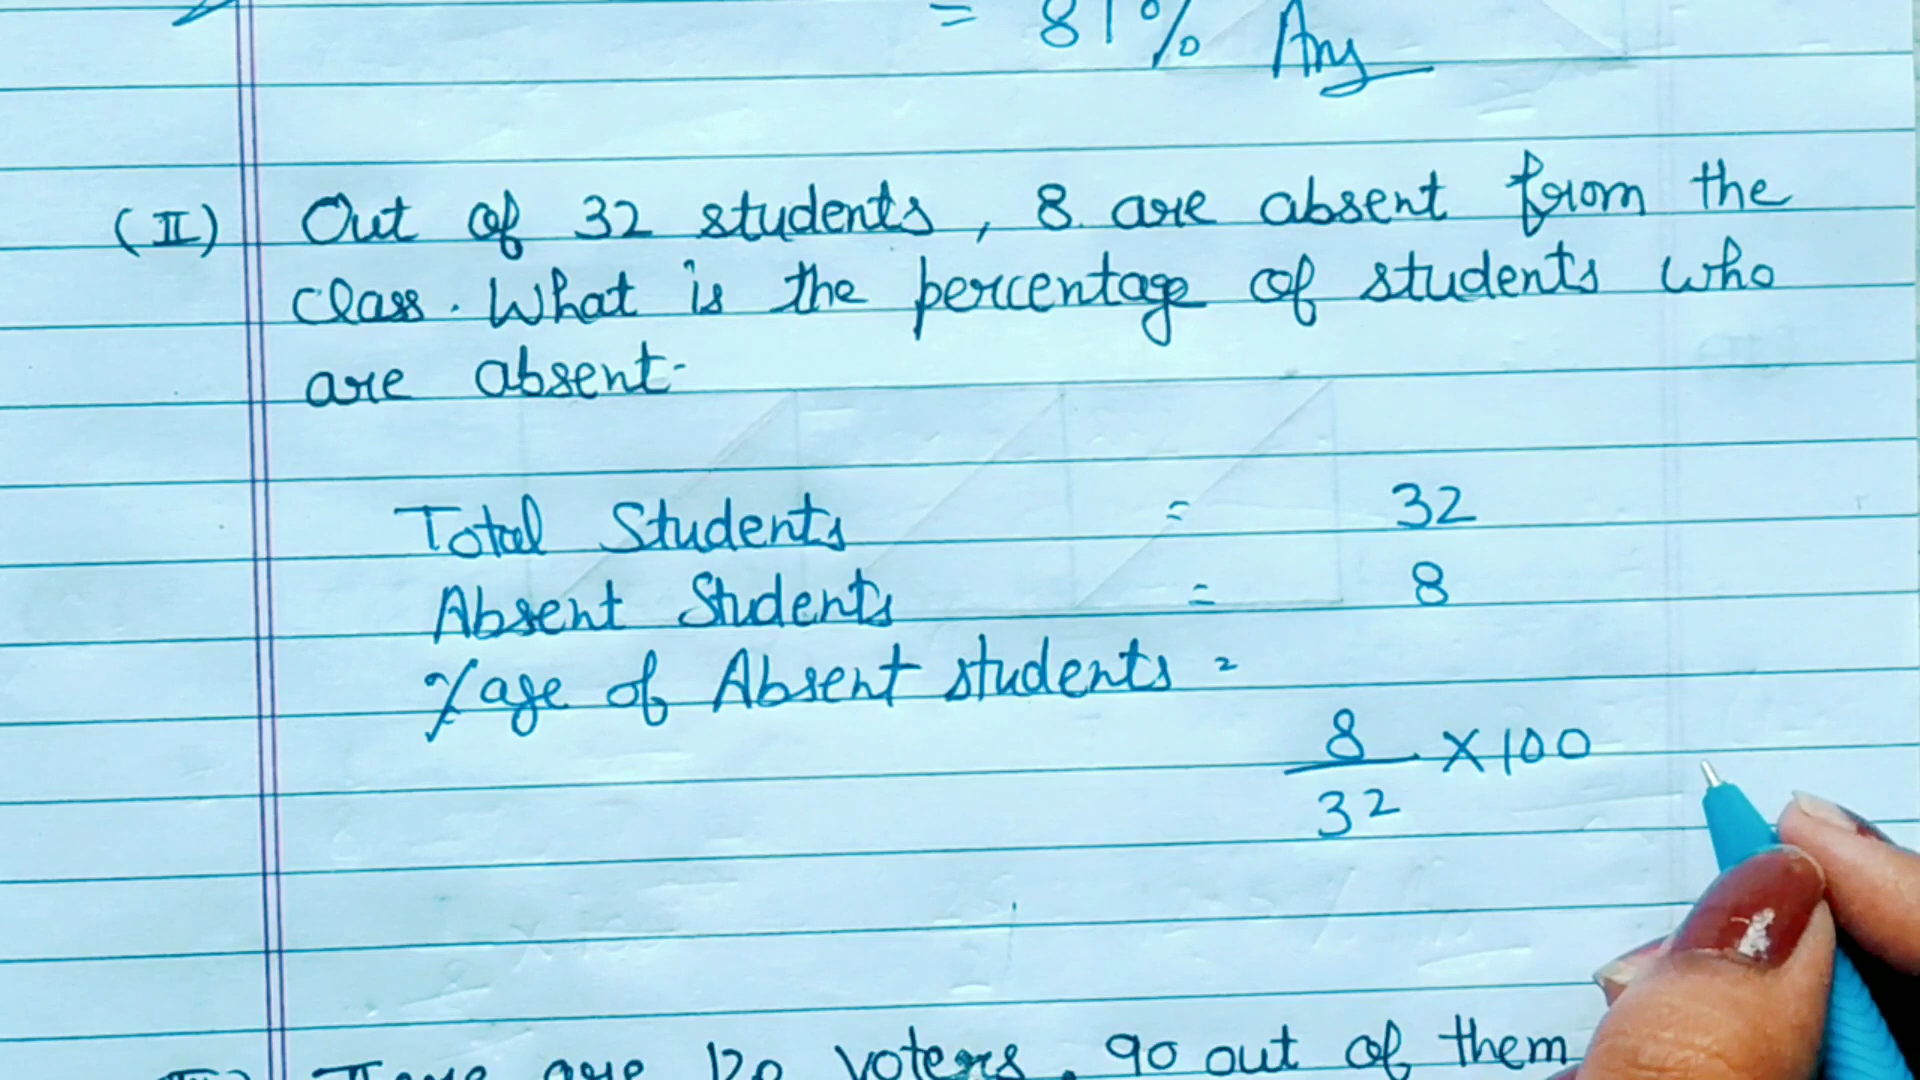 = 81% Ans
(II) Out of 32 students, 8 are absent from the
class. What is the percentage of students who
are absent.
Total Students = 32
Absent Students = 8
%age of Absent students =
8/32 × 100
are 120 voters, 90 out of them